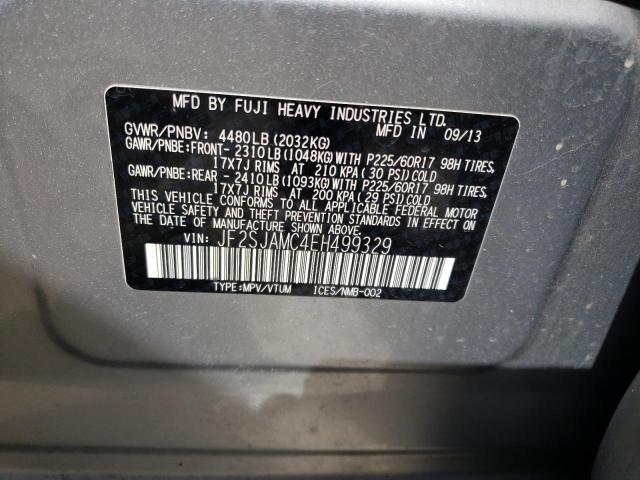 MFD BY FUJI HEAVY INDUSTRIES LTD.
MFD IN 09/13
GVWR/PNBV: 4480LB(2032KG)
GAWR/PNBE:FRONT- 2310LB(1048KG)WITH P225/60R17 98H TIRES,
17X7J RIMS AT 210 KPA(30 PSI)COLD
GAWR/PNBE:REAR - 2410LB(1093KG)WITH P225/60R17 98H TIRES,
17X7J RIMS AT 200 KPA(29 PSI)COLD
THIS VEHICLE CONFORMS TO ALL APPLICABLE FEDERAL MOTOR
VEHICLE SAFETY AND THEFT PREVENTION STANDARDS IN EFFECT ON
THE DATE OF MANUFACTURE SHOWN ABOVE.
VIN: JF2SJAMC4EH499329
TYPE:MPV/VTUM ICES/NMB-002